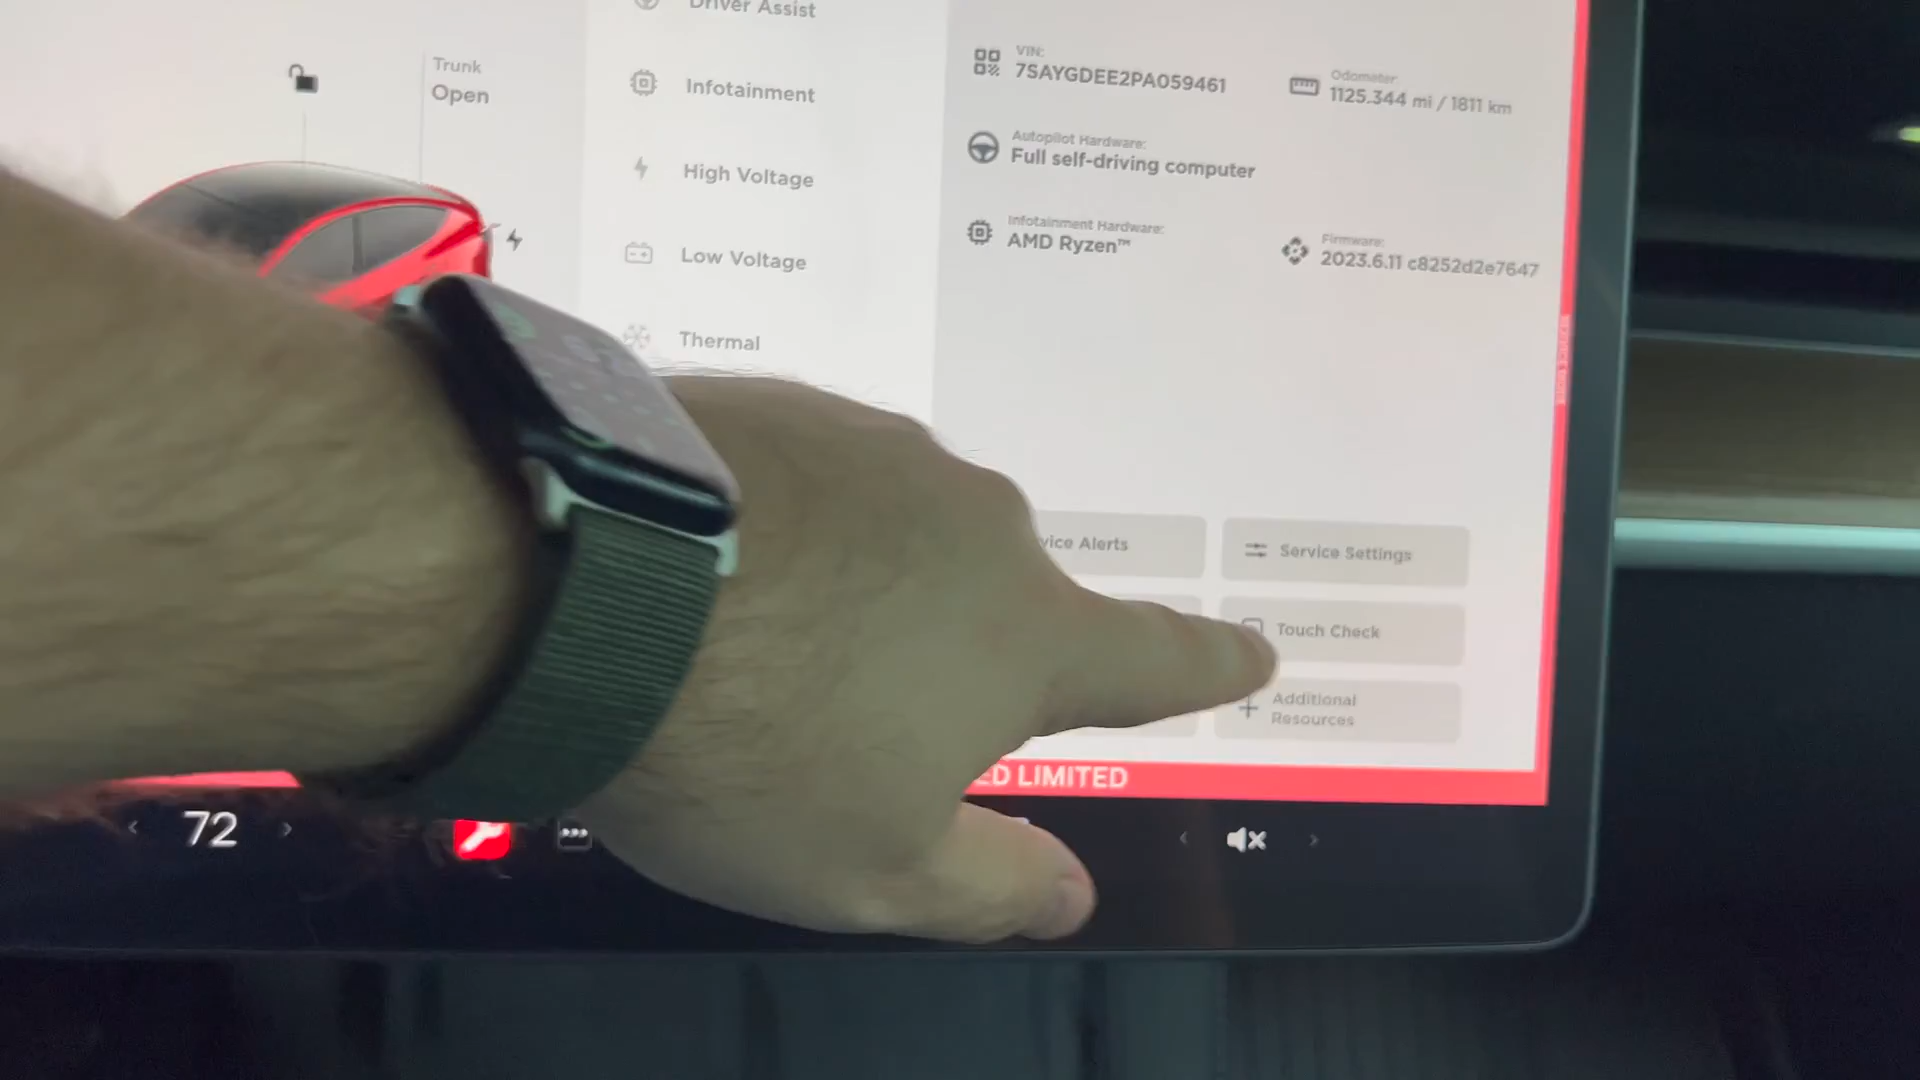 Driver Assist
Trunk
Open
Infotainment
High Voltage
Low Voltage
Thermal
VIN:
7SAYGDEE2PA059461
Odometer
1125.344 mi / 1811 km
Autopilot Hardware:
Full self-driving computer
Infotainment Hardware:
AMD Ryzen™
Firmware:
2023.6.11 c8252d2e7647
vice Alerts
Service Settings
Touch Check
Additional
Resources
ED LIMITED
72